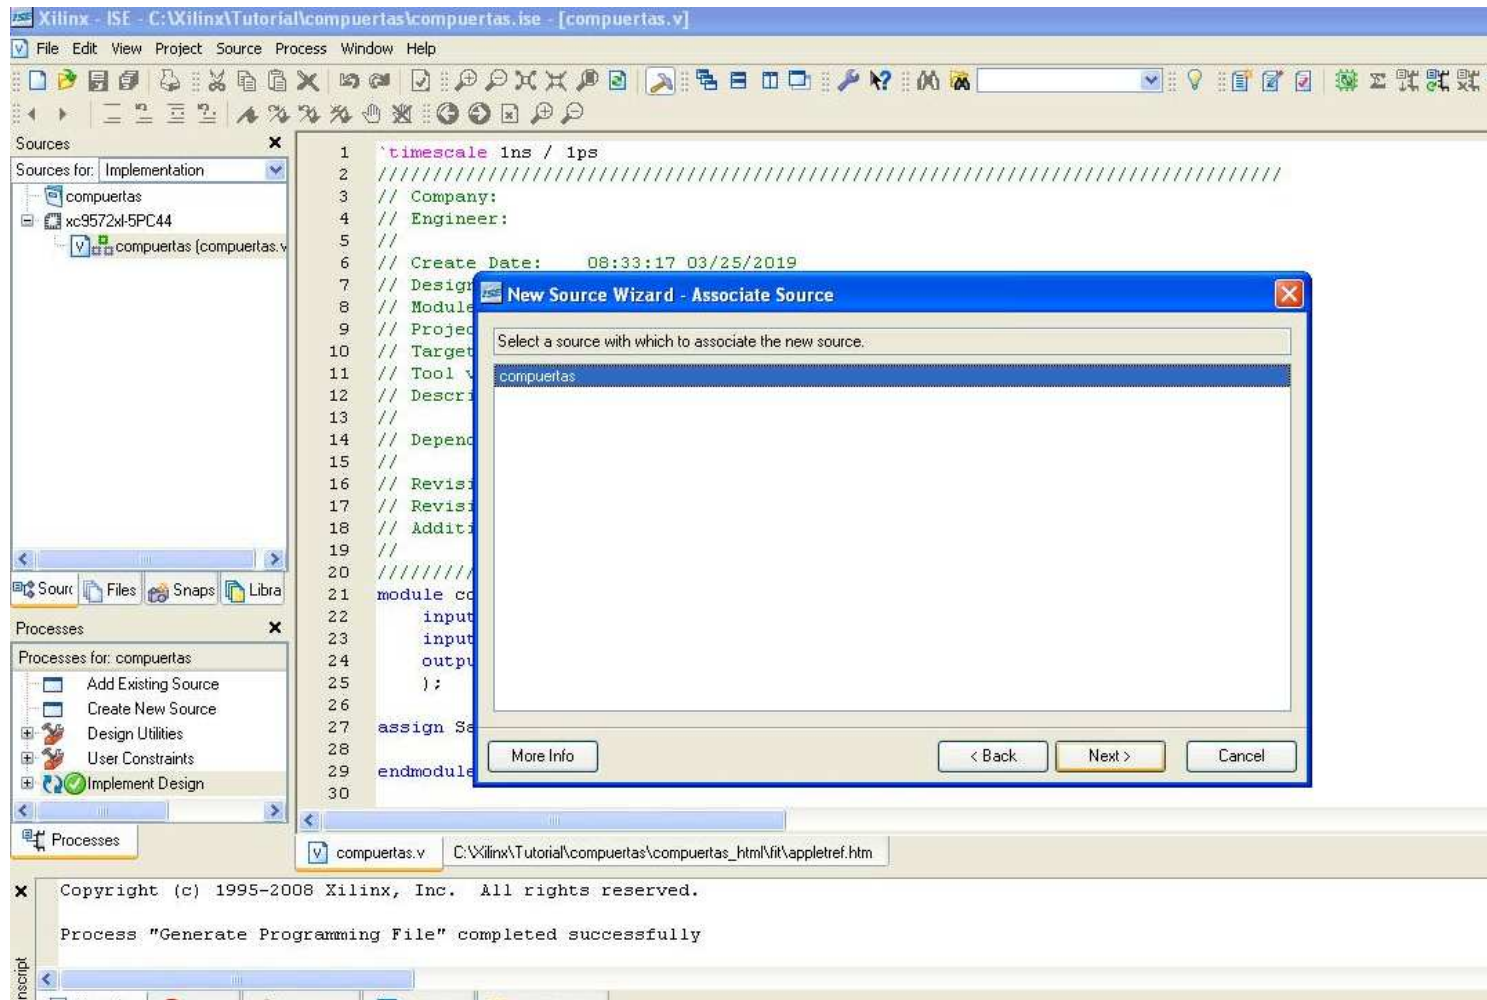 Xilinx - ISE - C:\Xilinx\Tutorial\compuertas\compuertas.ise - [compuertas.v]
File Edit View Project Source Process Window Help
Sources
Sources for: Implementation
compuertas
xc9572xl-5PC44
compuertas (compuertas.v
Sourc Files Snaps Libra
Processes
Processes for: compuertas
Add Existing Source
Create New Source
Design Utilities
User Constraints
Implement Design
Processes
1 `timescale 1ns / 1ps
2 //////////////////////////////////////////////////////////////////////////////////
3 // Company:
4 // Engineer:
5 //
6 // Create Date: 08:33:17 03/25/2019
7 // Design
8 // Module
9 // Projec
10 // Target
11 // Tool v
12 // Descri
13 //
14 // Depend
15 //
16 // Revisi
17 // Revisi
18 // Additi
19 //
20 /////////
21 module co
22 input
23 input
24 outpu
25 );
26
27 assign Sa
28
29 endmodule
30
New Source Wizard - Associate Source
Select a source with which to associate the new source.
compuertas
More Info < Back Next > Cancel
compuertas.v C:\Xilinx\Tutorial\compuertas\compuertas_html\fit\appletref.htm
Copyright (c) 1995-2008 Xilinx, Inc. All rights reserved.
Process "Generate Programming File" completed successfully